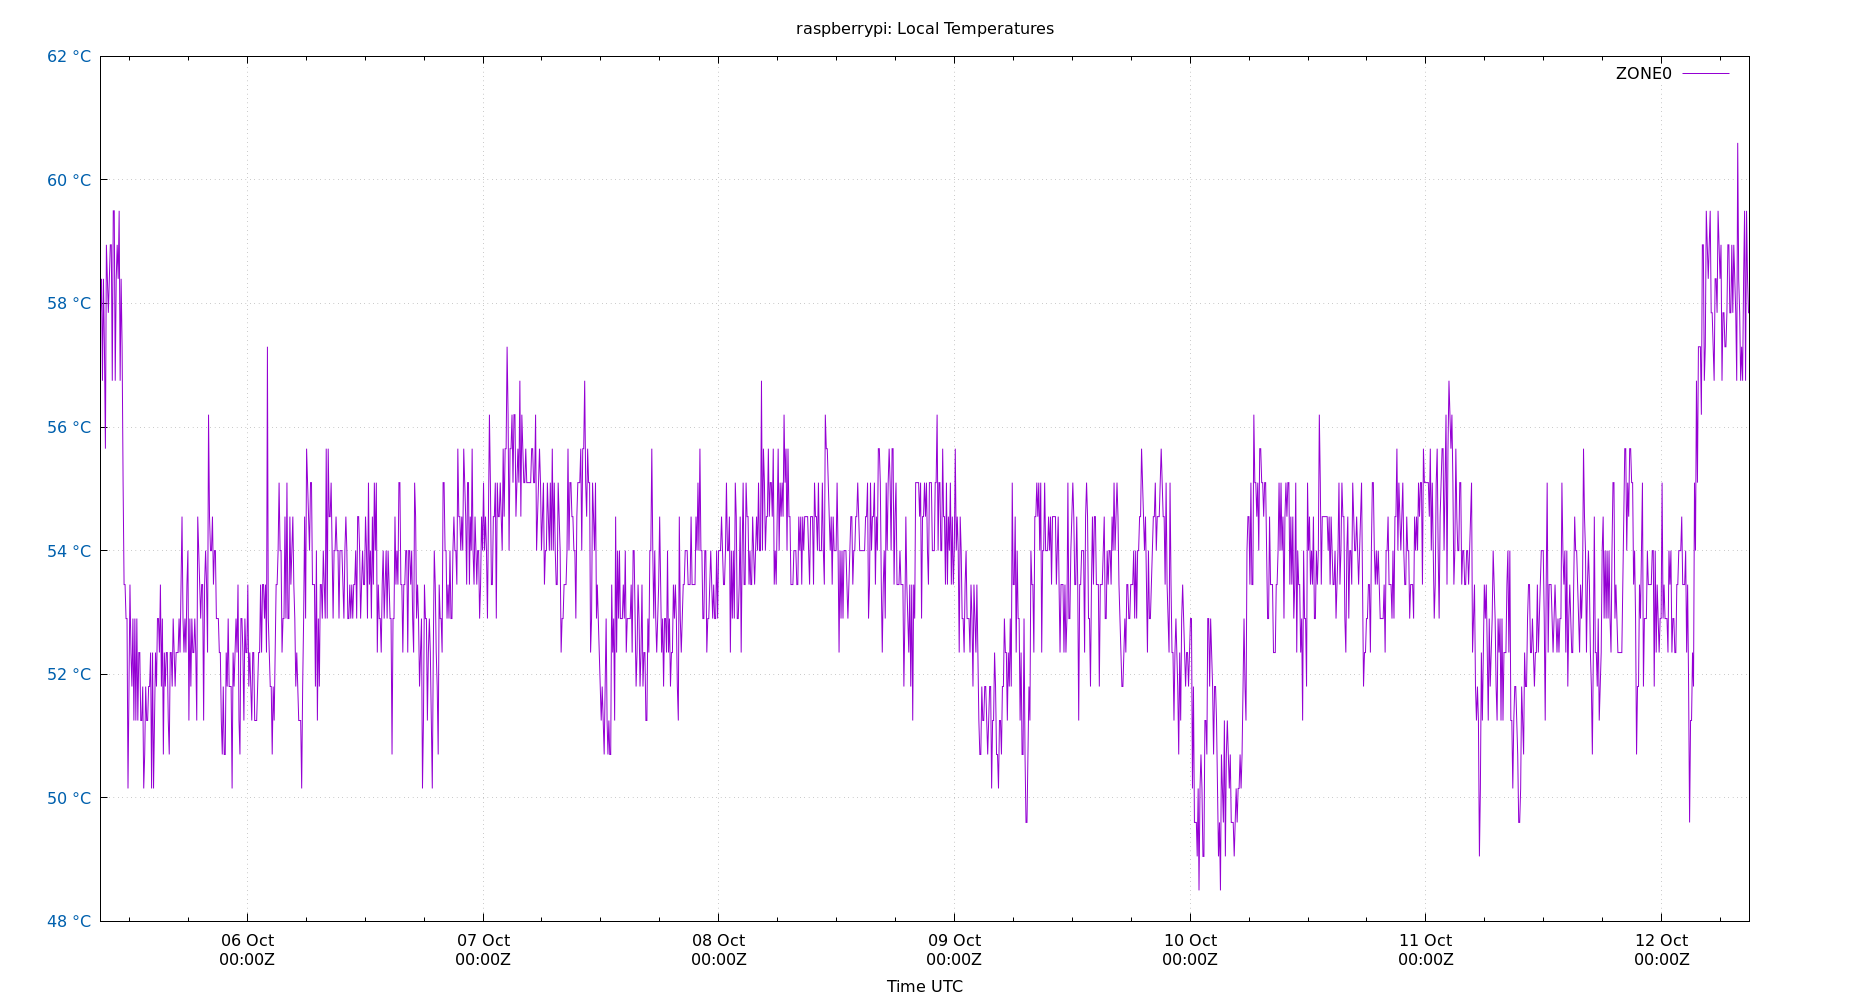 raspberrypi: Local Temperatures
62 °C
ZONE0
60 °C
58 °C
56 °C
54 °C
52 °C
50 °C
48 °C
06 Oct 07 Oct 08 Oct 09 Oct 10 Oct 11 Oct 12 Oct
00:00Z 00:00Z 00:00Z 00:00Z 00:00Z 00:00Z 00:00Z
Time UTC